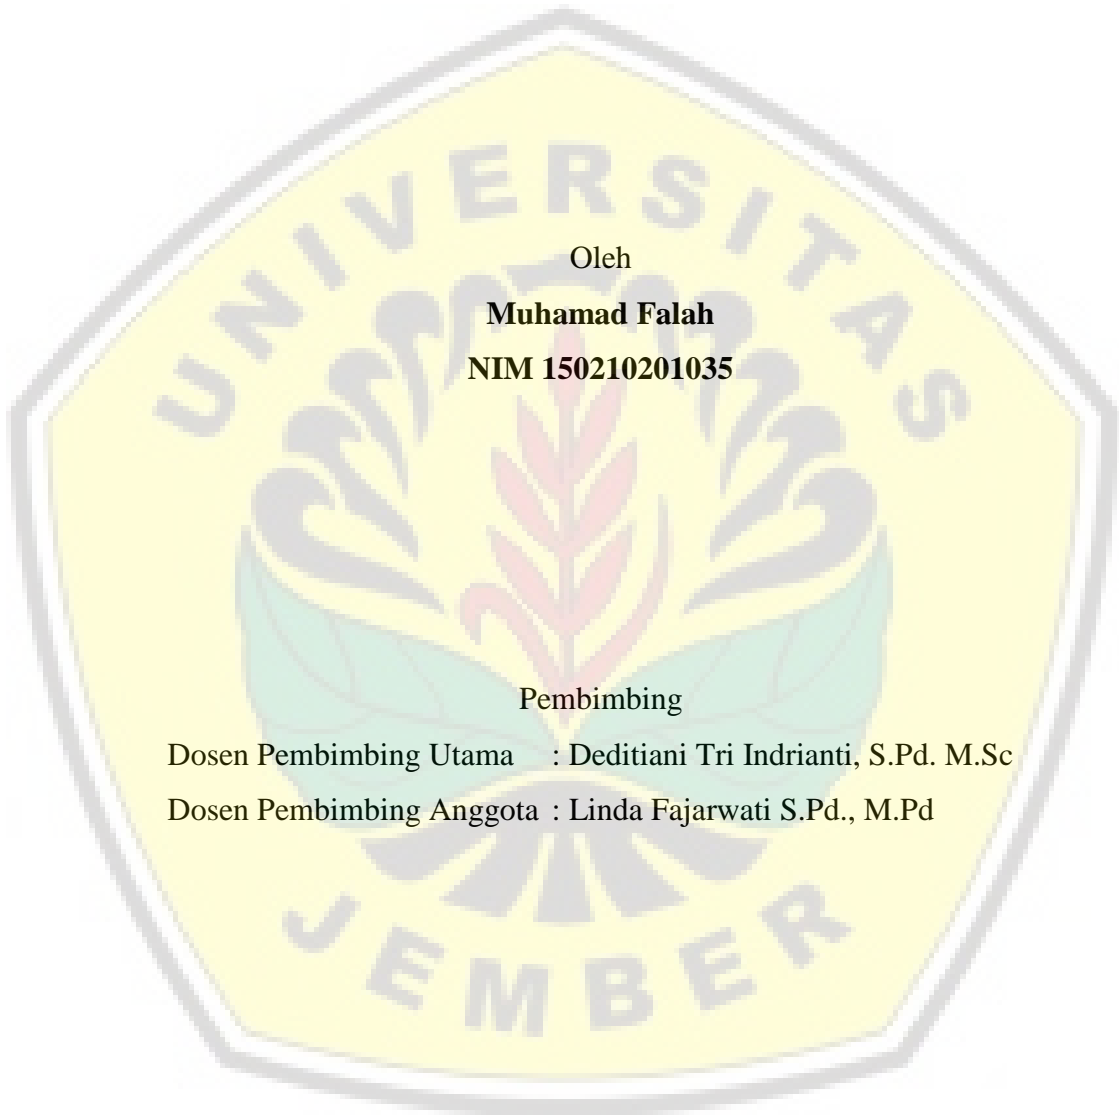 UNIVERSITAS
Oleh
Muhamad Falah
NIM 150210201035
Pembimbing
Dosen Pembimbing Utama : Deditiani Tri Indrianti, S.Pd. M.Sc
Dosen Pembimbing Anggota : Linda Fajarwati S.Pd., M.Pd
JEMBER